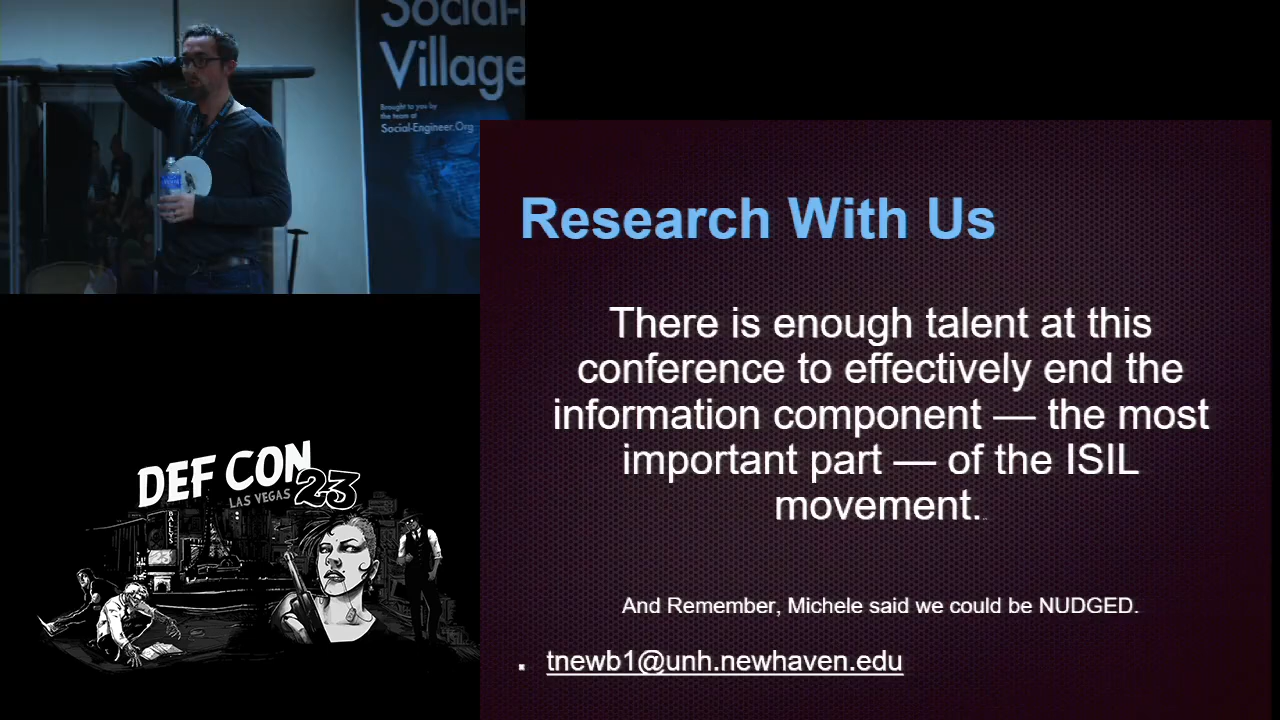 Social-
Village
Brought to you by
the team at
Social-Engineer.Org
Research With Us
There is enough talent at this
conference to effectively end the
information component — the most
important part — of the ISIL
movement.
And Remember, Michele said we could be NUDGED.
tnewb1@unh.newhaven.edu
DEF CON
LAS VEGAS 23
BALLY'S
23